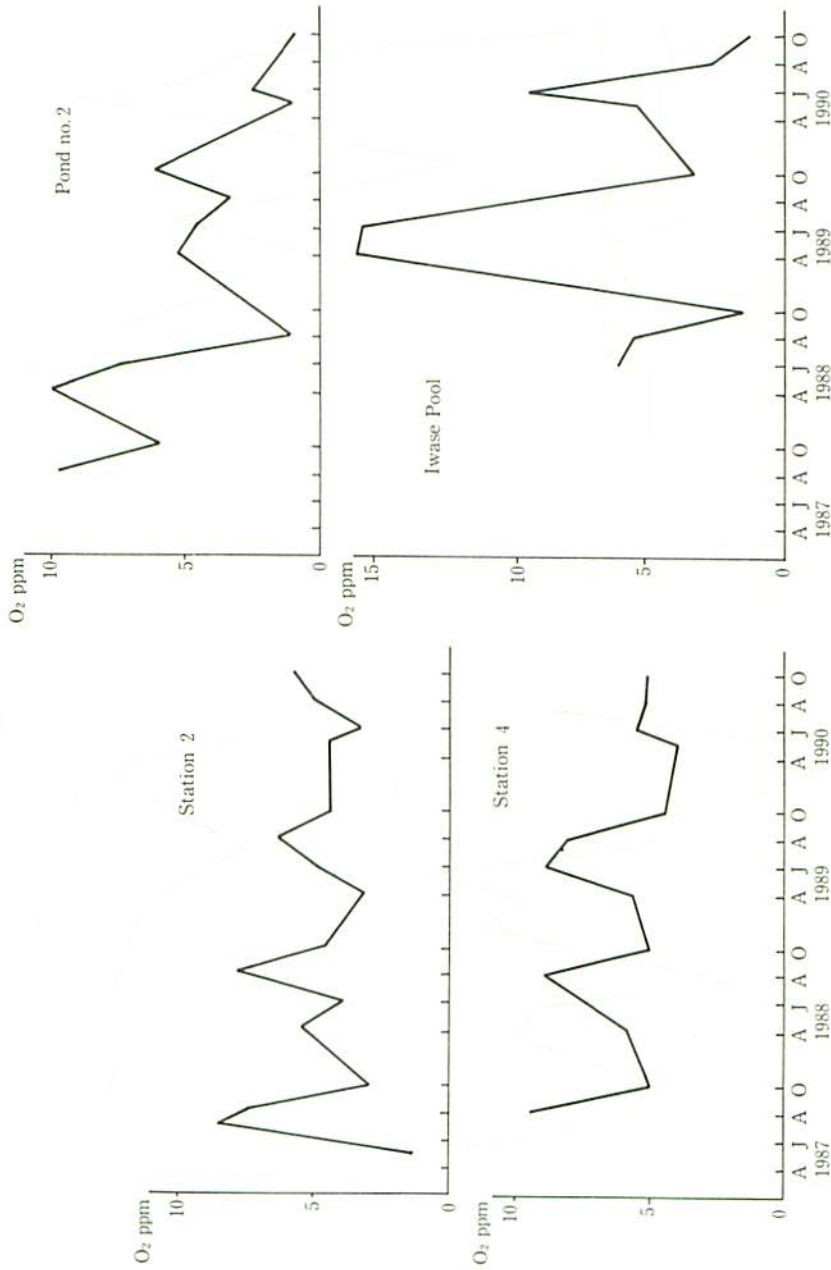 O₂ ppm
10
5
0
Station 2
O₂ ppm
10
5
0
Station 4
A J A O A J A O A J A O A J A O
1987 1988 1989 1990
O₂ ppm
10
5
0
Pond no. 2
O₂ ppm
15
10
5
0
Iwase Pool
A J A O A J A O A J A O A J A O
1987 1988 1989 1990